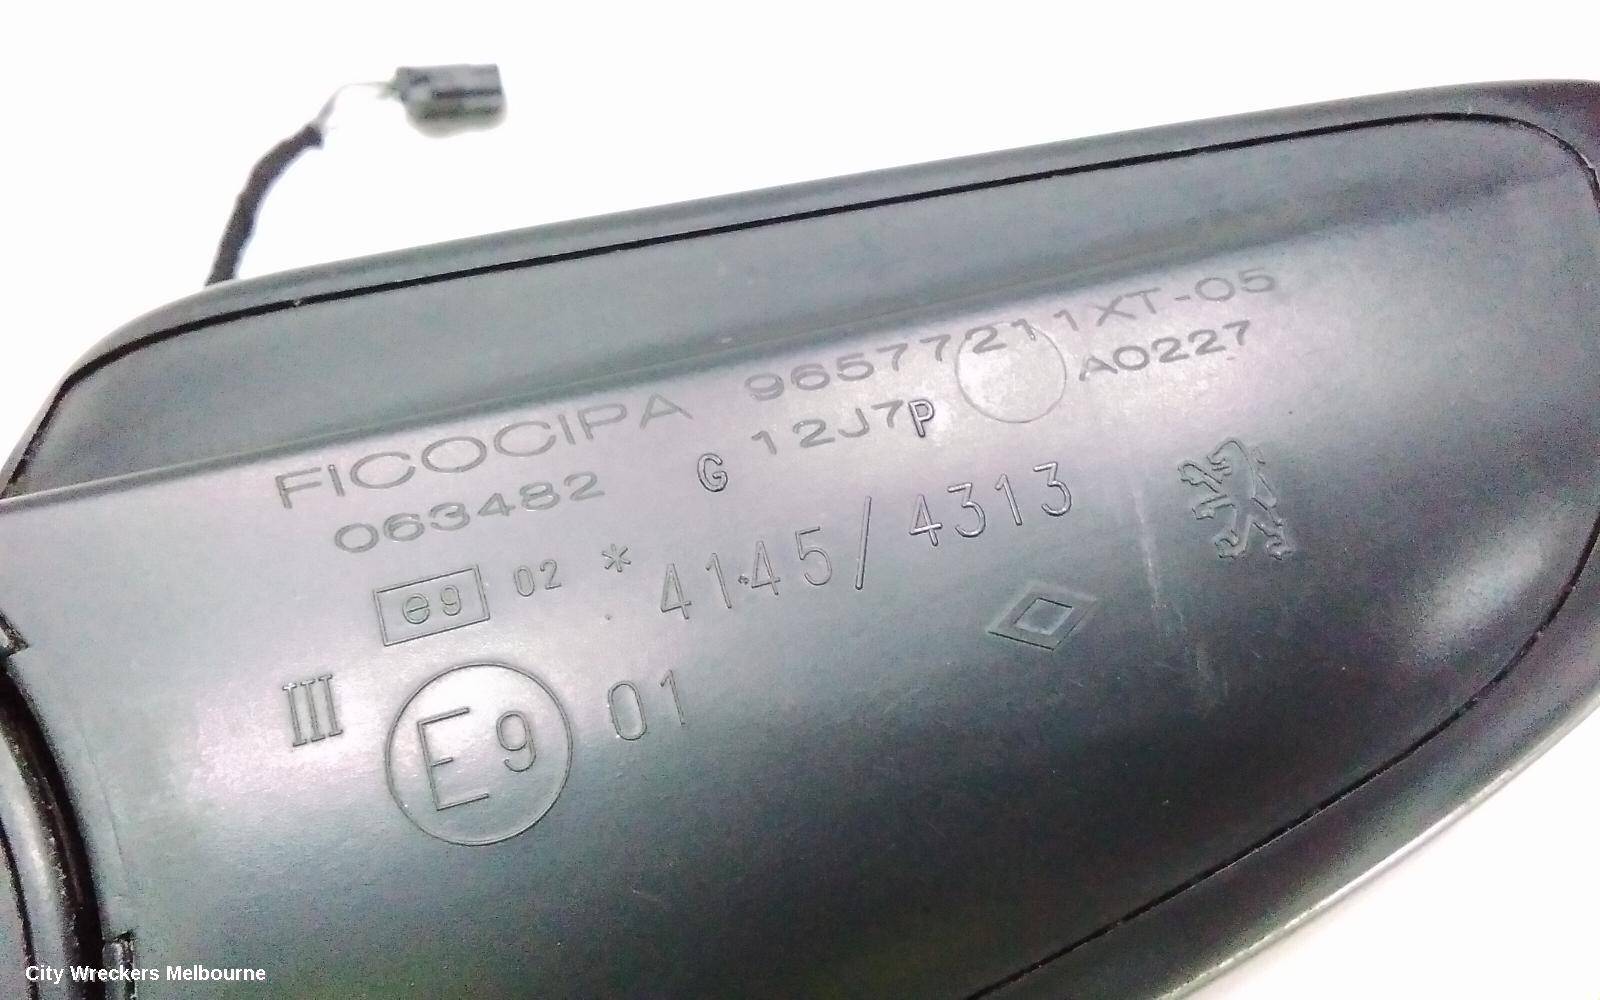 FICOCIPA 96577211XT-05
063482 G 12J7P A0227
e9 02 * 4145/4313
III E9 01
City Wreckers Melbourne